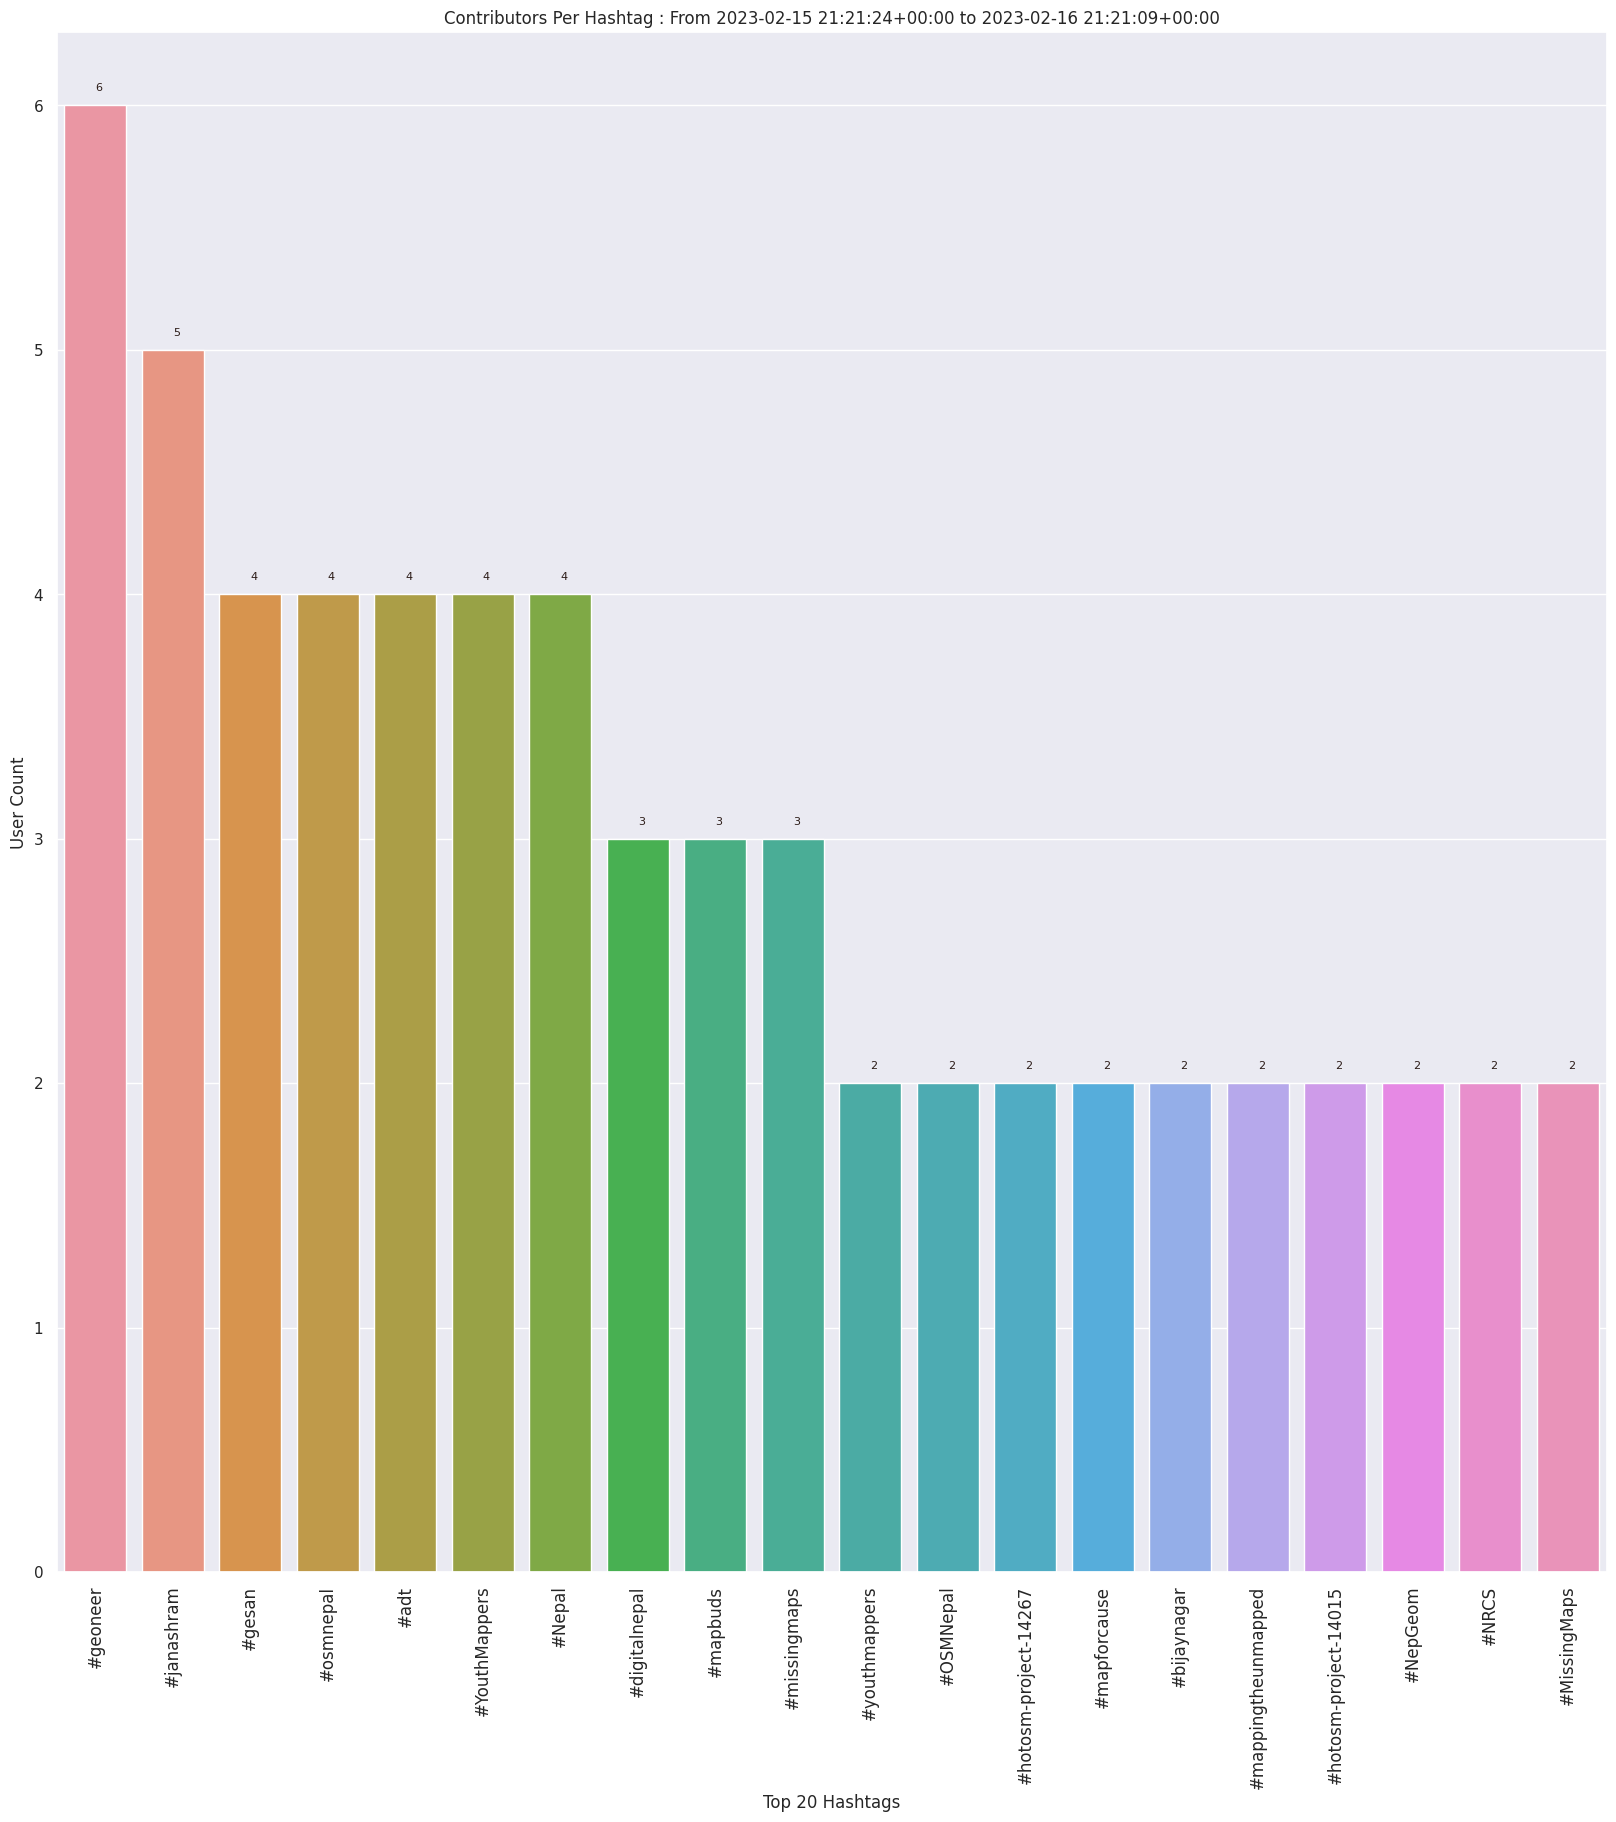 Contributors Per Hashtag : From 2023-02-15 21:21:24+00:00 to 2023-02-16 21:21:09+00:00
User Count
6
5
4
3
2
1
0
6
5
4
4
4
4
4
3
3
3
2
2
2
2
2
2
2
2
2
2
#geoneer
#janashram
#gesan
#osmnepal
#adt
#YouthMappers
#Nepal
#digitalnepal
#mapbuds
#missingmaps
#youthmappers
#OSMNepal
#hotosm-project-14267
#mapforcause
#bijaynagar
#mappingtheunmapped
#hotosm-project-14015
#NepGeom
#NRCS
#MissingMaps
Top 20 Hashtags